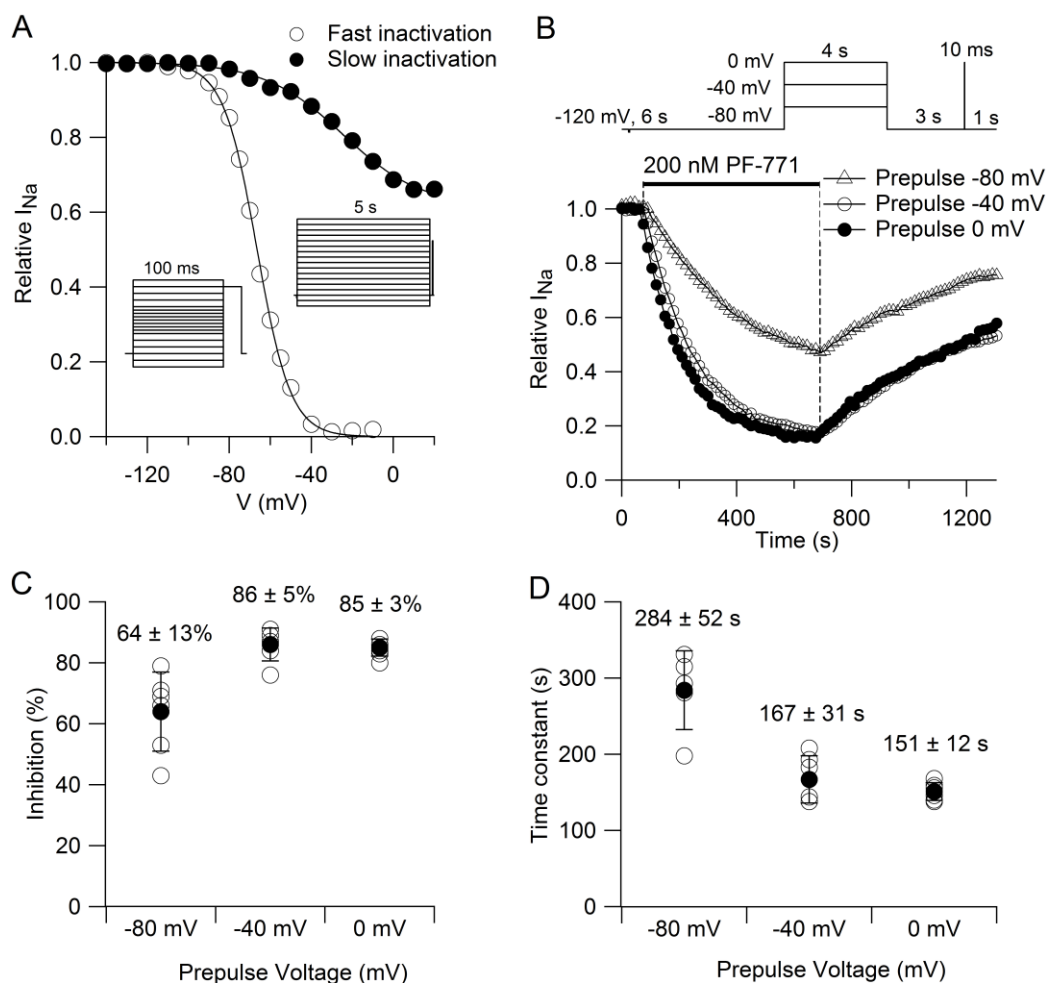 A
Fast inactivation
Slow inactivation
1.0
0.8
0.6
0.4
0.2
0.0
Relative INa
100 ms
5 s
-120 -80 -40 0
V (mV)
B
0 mV
-40 mV
-80 mV
-120 mV, 6 s
4 s
10 ms
3 s
1 s
200 nM PF-771
Prepulse -80 mV
Prepulse -40 mV
Prepulse 0 mV
1.0
0.8
0.6
0.4
0.2
0.0
Relative INa
0 400 800 1200
Time (s)
C
100
80
60
40
20
0
Inhibition (%)
64 ± 13%
86 ± 5%
85 ± 3%
-80 mV -40 mV 0 mV
Prepulse Voltage (mV)
D
400
300
200
100
0
Time constant (s)
284 ± 52 s
167 ± 31 s
151 ± 12 s
-80 mV -40 mV 0 mV
Prepulse Voltage (mV)